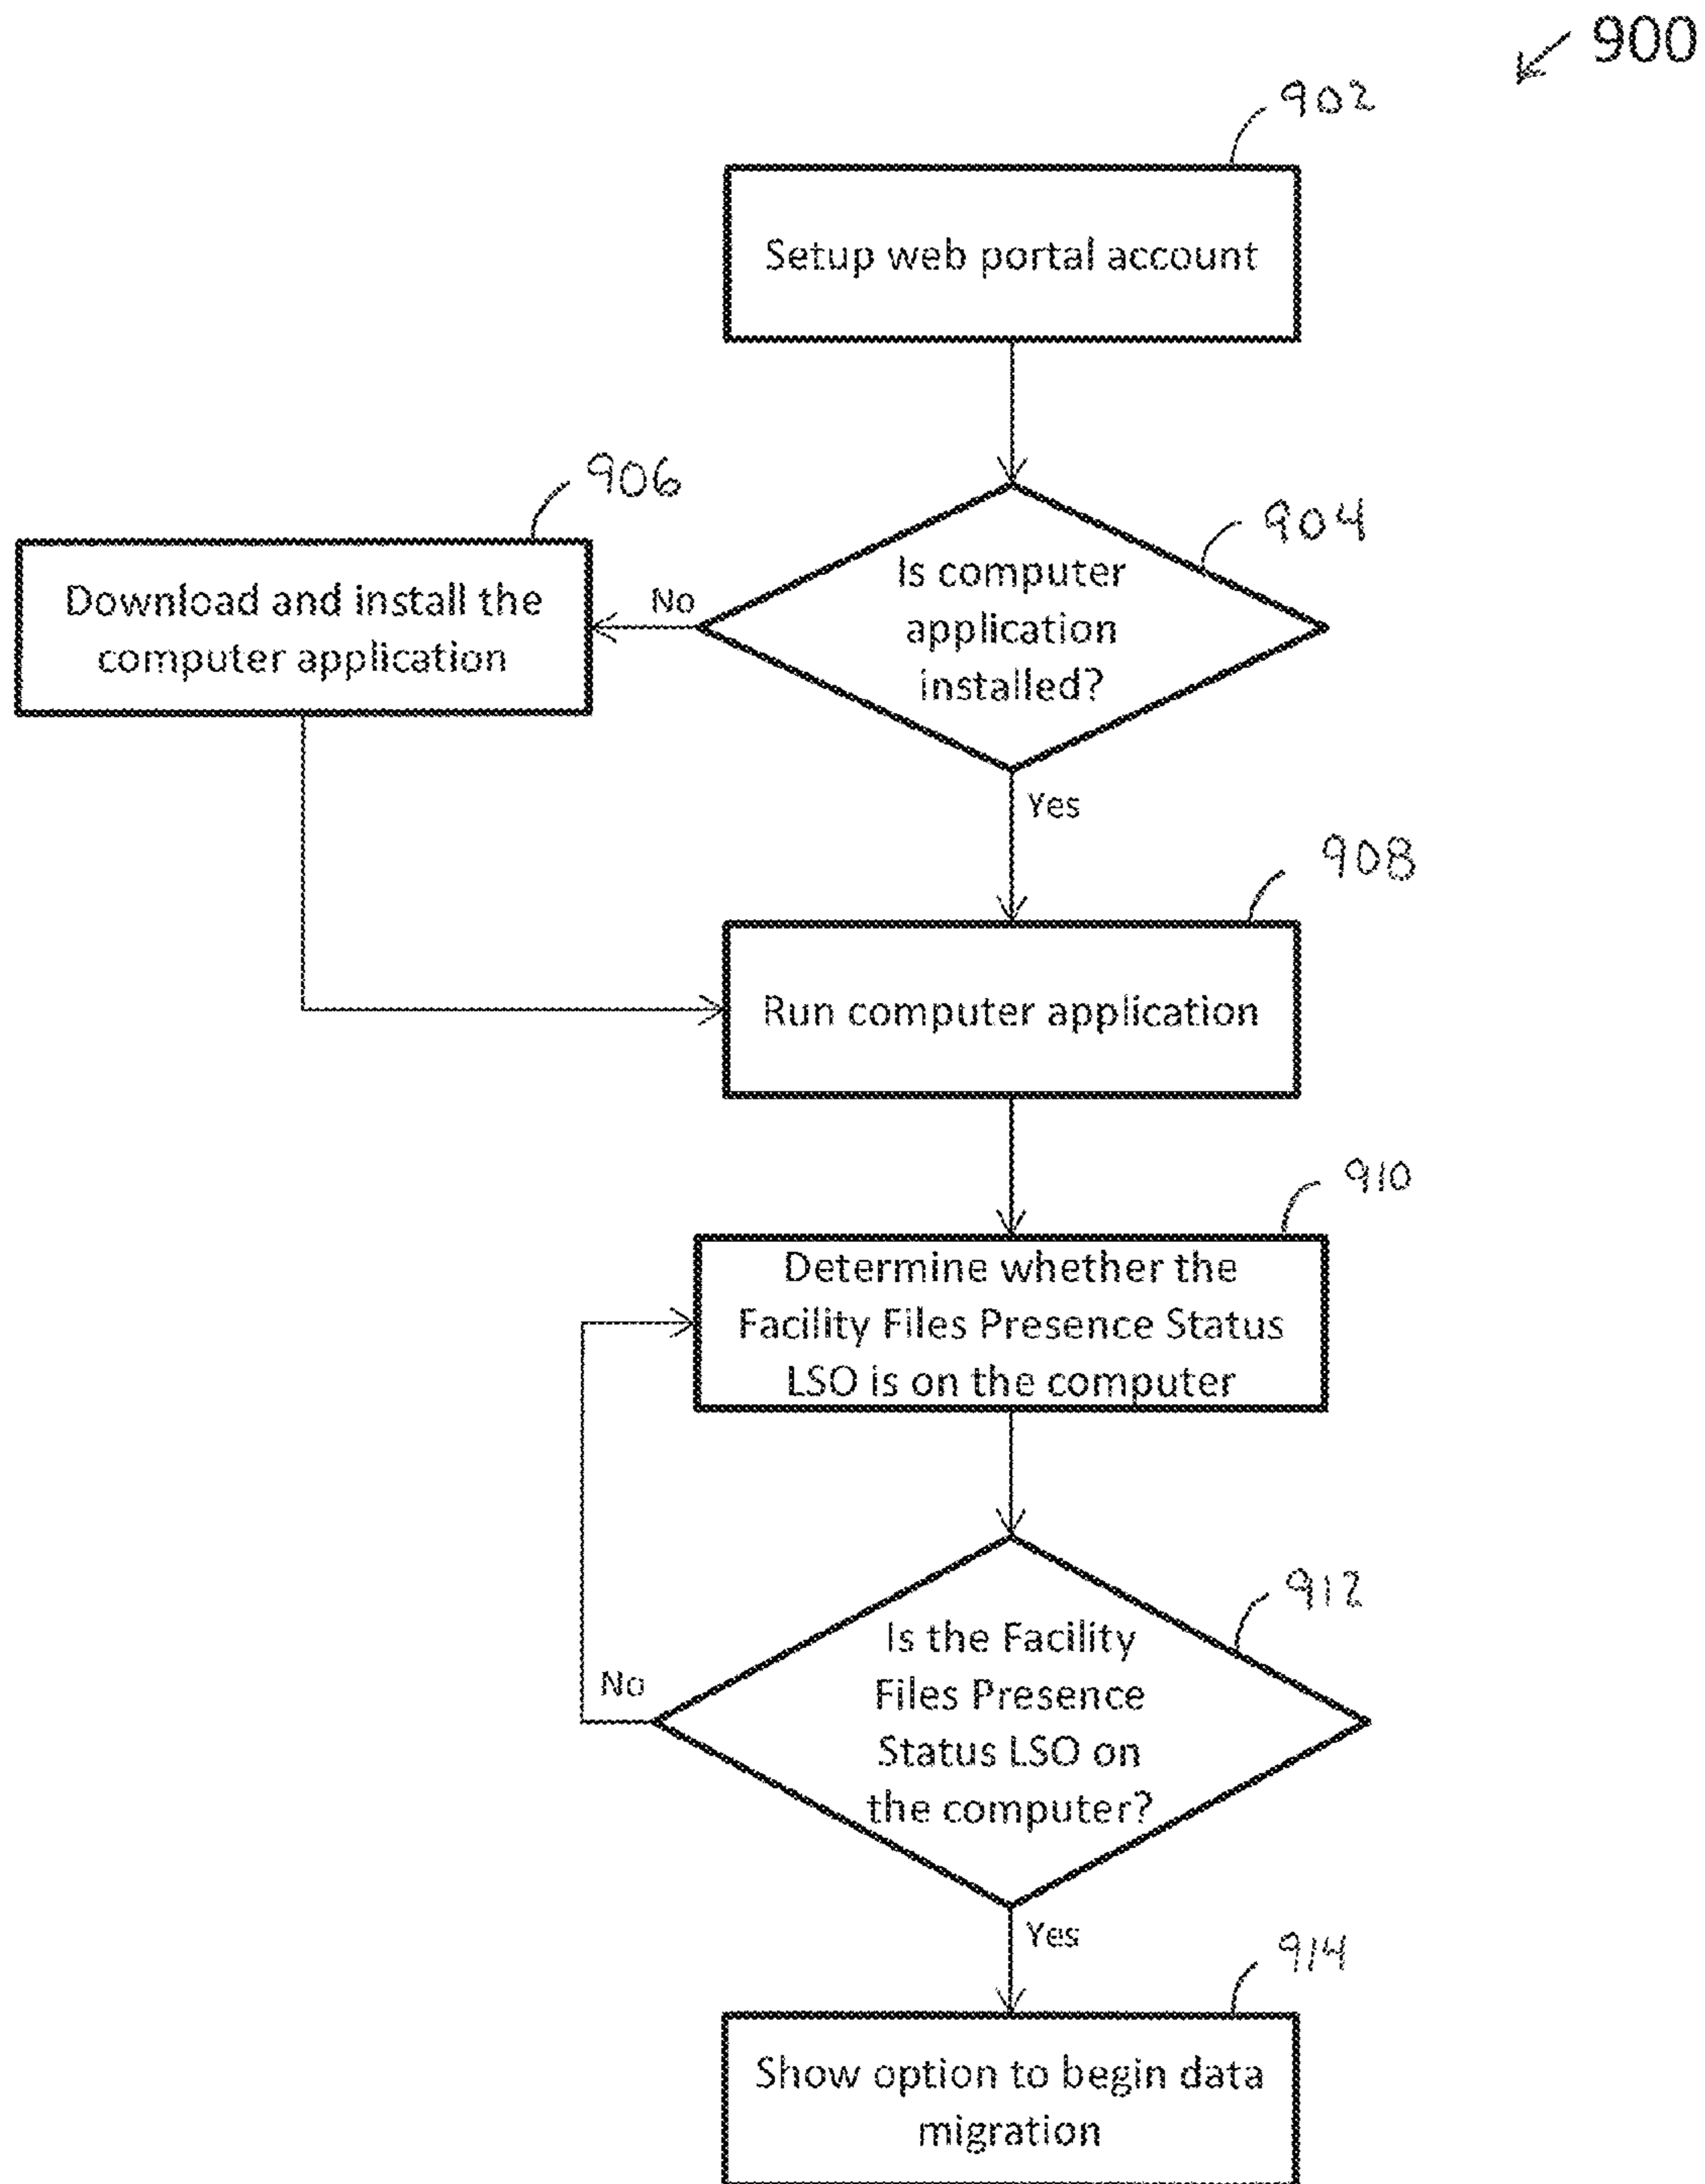 900
902
Setup web portal account
906
904
Download and install the
computer application
No
Is computer
application
installed?
Yes
908
Run computer application
910
Determine whether the
Facility Files Presence Status
LSO is on the computer
912
Is the Facility
Files Presence
Status LSO on
the computer?
No
Yes
914
Show option to begin data
migration